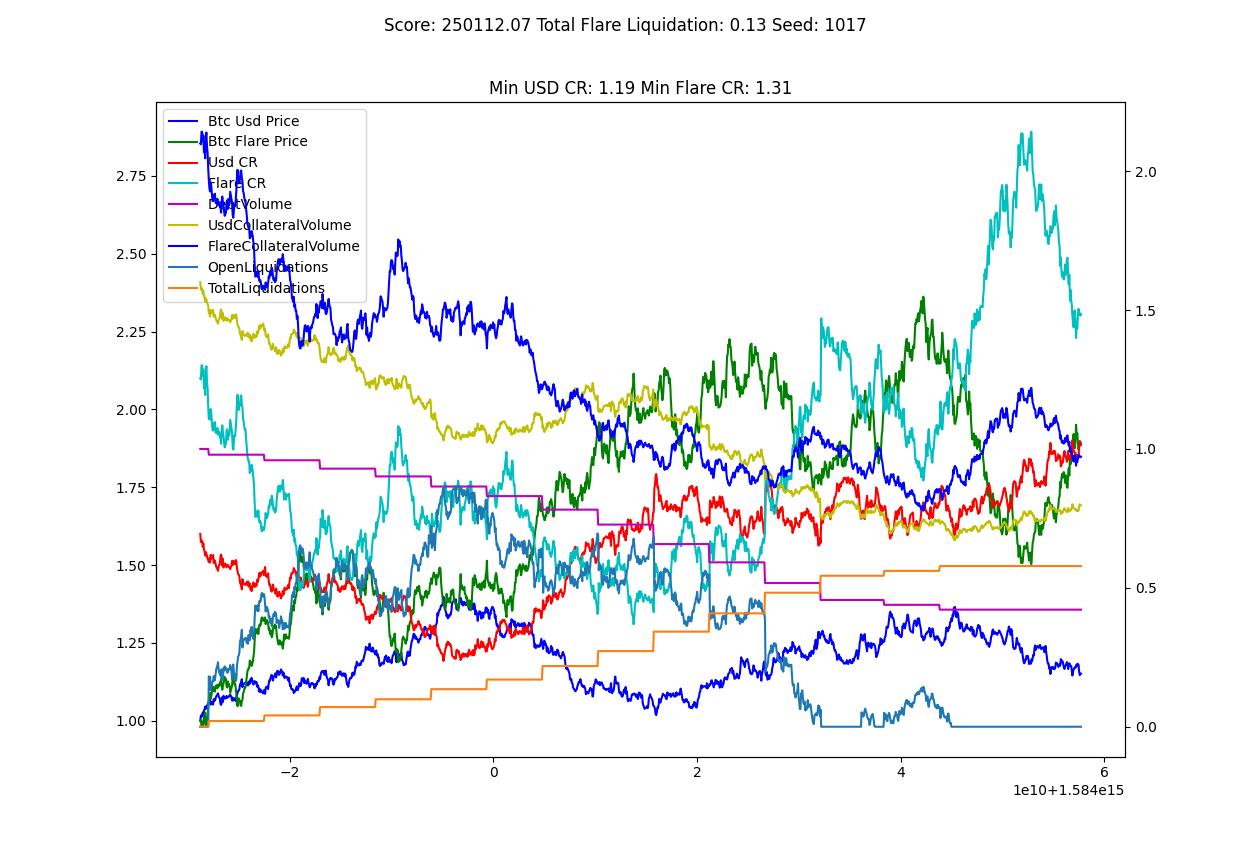 Score: 250112.07 Total Flare Liquidation: 0.13 Seed: 1017
Min USD CR: 1.19 Min Flare CR: 1.31
Btc Usd Price
Btc Flare Price
Usd CR
Flare CR
DebtVolume
UsdCollateralVolume
FlareCollateralVolume
OpenLiquidations
TotalLiquidations
2.75
2.50
2.25
2.00
1.75
1.50
1.25
1.00
2.0
1.5
1.0
0.5
0.0
−2
0
2
4
6
1e10+1.584e15